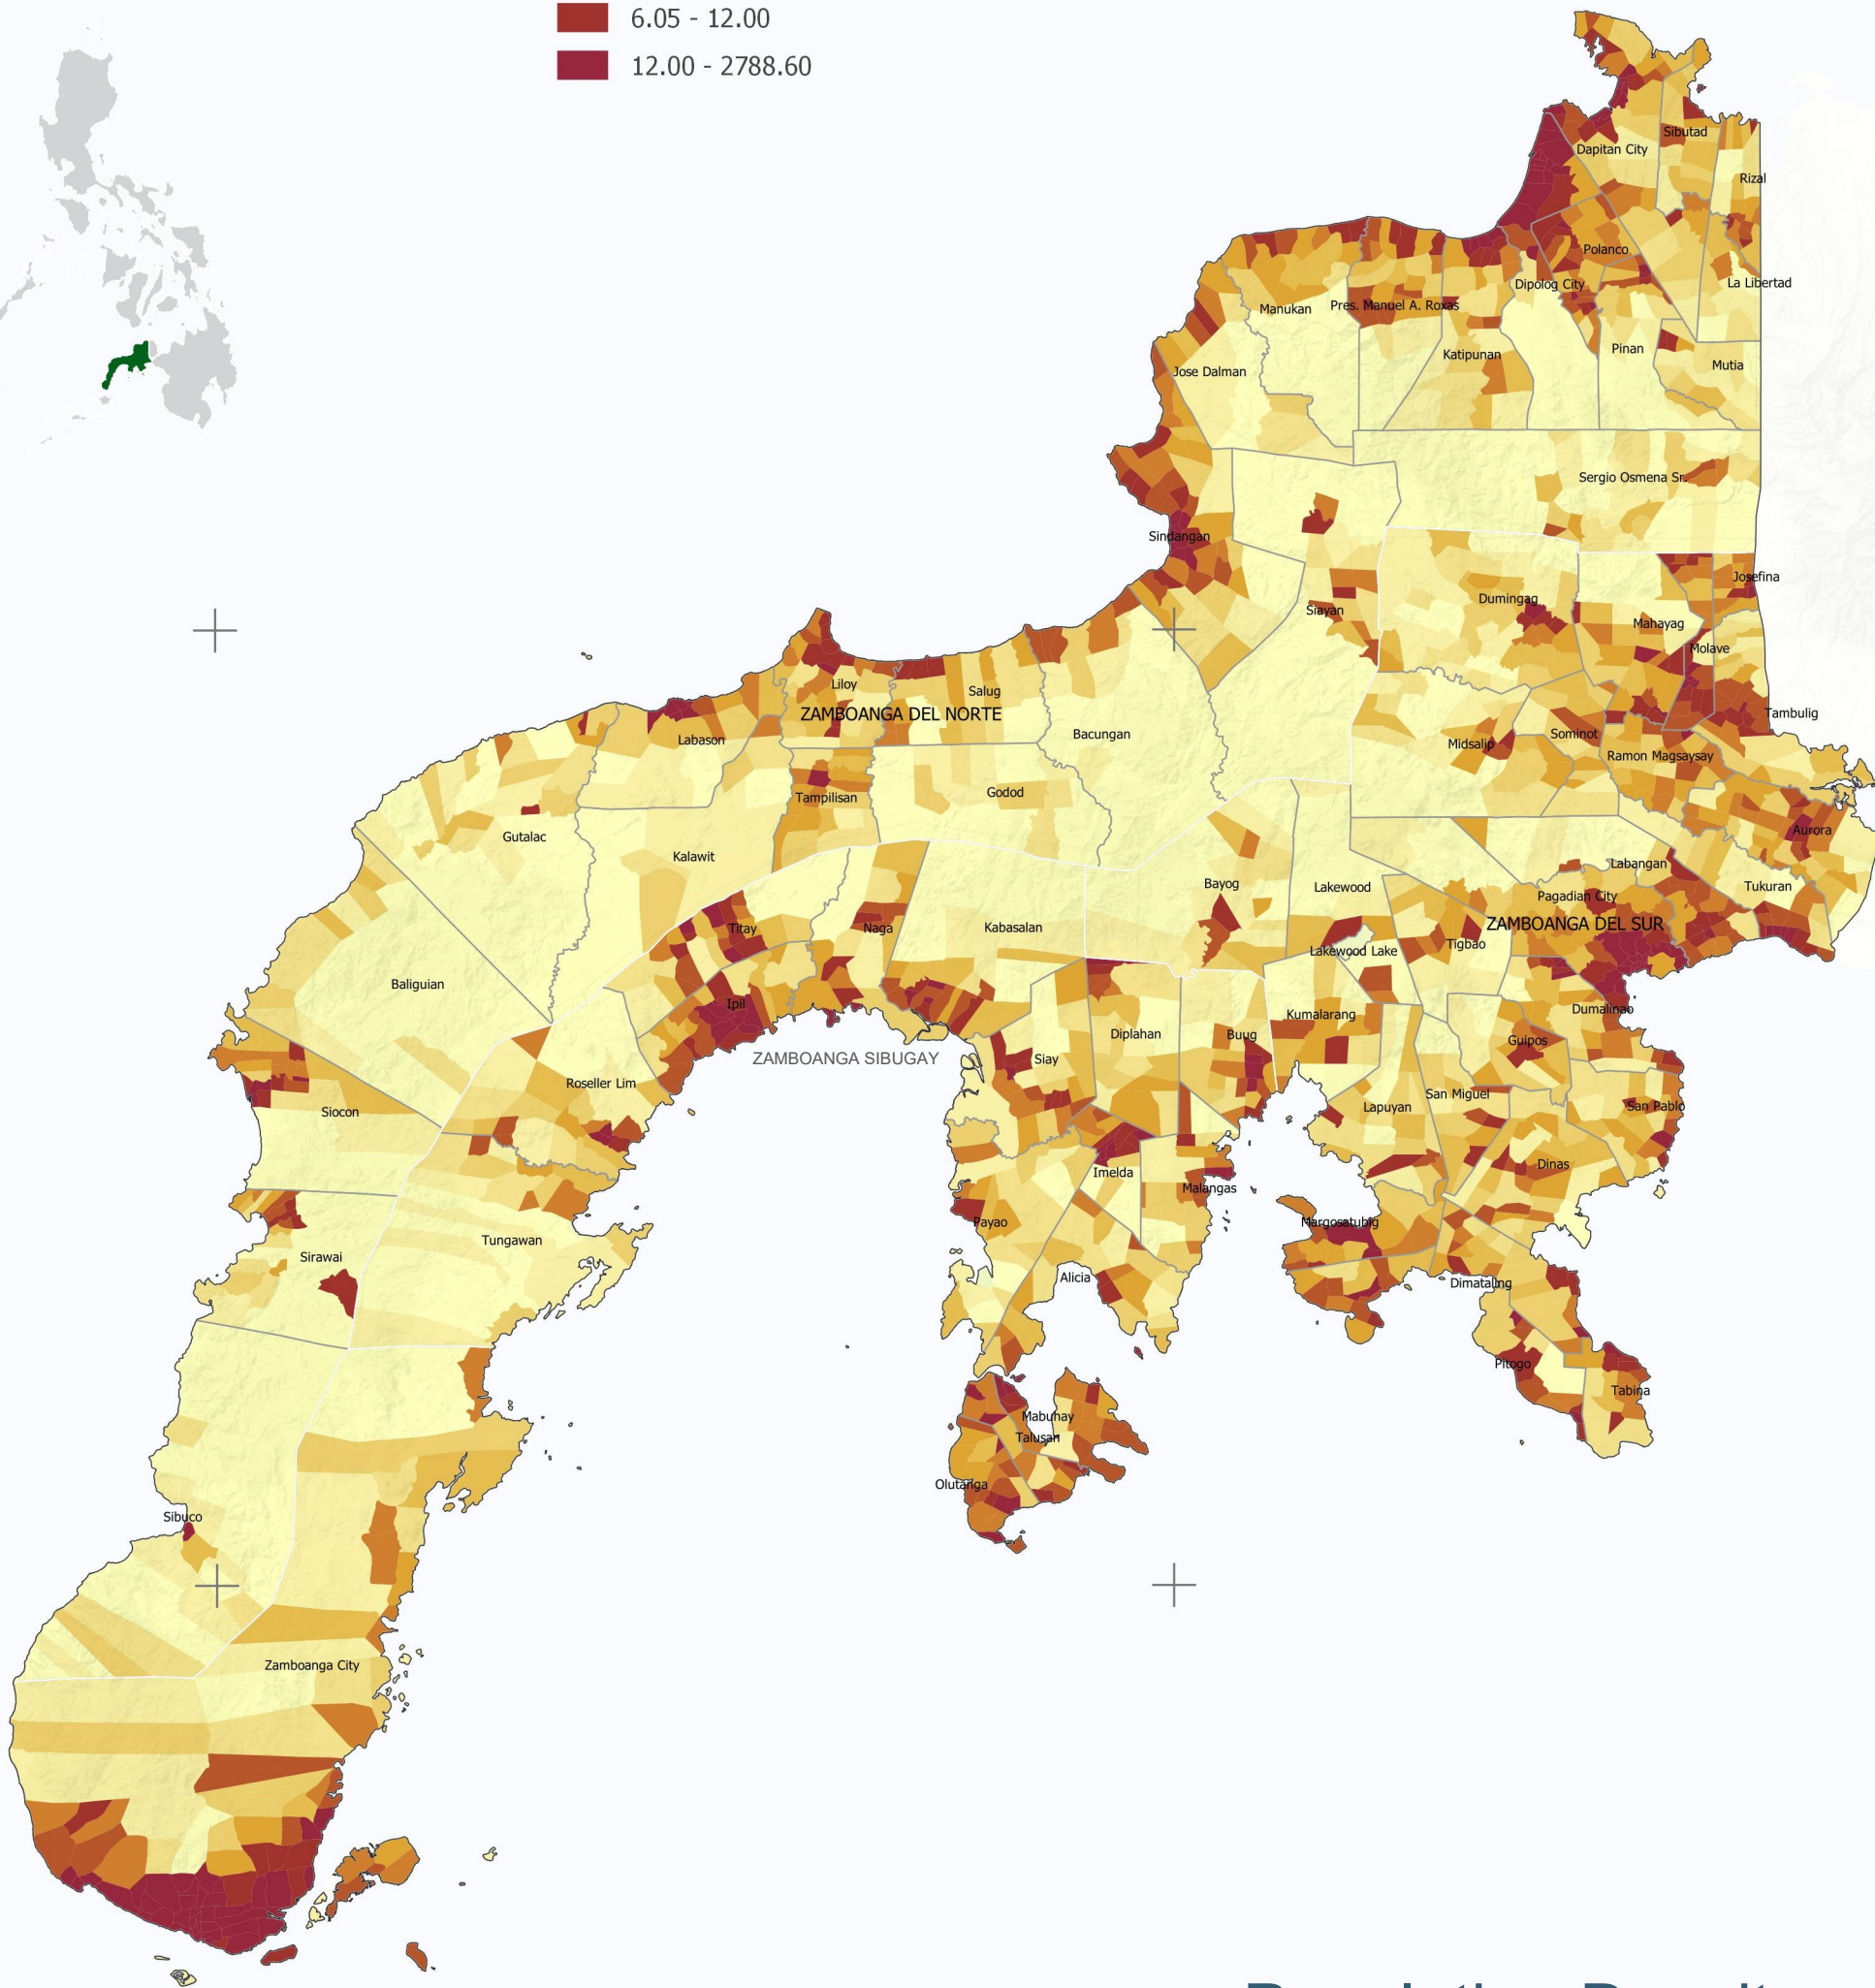 6.05 - 12.00
12.00 - 2788.60
Sibutad
Dapitan City
Rizal
Polanco
La Libertad
Dipolog City
Manukan
Pres. Manuel A. Roxas
Pinan
Katipunan
Mutia
Jose Dalman
Sergio Osmena Sr.
Sindangan
Josefina
Dumingag
Siayan
Mahayag
Molave
Liloy
Salug
ZAMBOANGA DEL NORTE
Tambulig
Bacungan
Sominot
Labason
Midsalip
Ramon Magsaysay
Godod
Tampilisan
Aurora
Gutalac
Kalawit
Labangan
Bayog
Lakewood
Tukuran
Pagadian City
ZAMBOANGA DEL SUR
Titay
Naga
Kabasalan
Tigbao
Lakewood Lake
Baliguian
Ipil
Dumalinao
Kumalarang
Diplahan
Buug
Guipos
ZAMBOANGA SIBUGAY
Siay
Roseller Lim
San Miguel
Siocon
Lapuyan
San Pablo
Dinas
Imelda
Malangas
Payao
Margosatubig
Tungawan
Sirawai
Alicia
Dimataling
Pitogo
Tabina
Mabuhay
Talusan
Olutanga
Sibuco
Zamboanga City